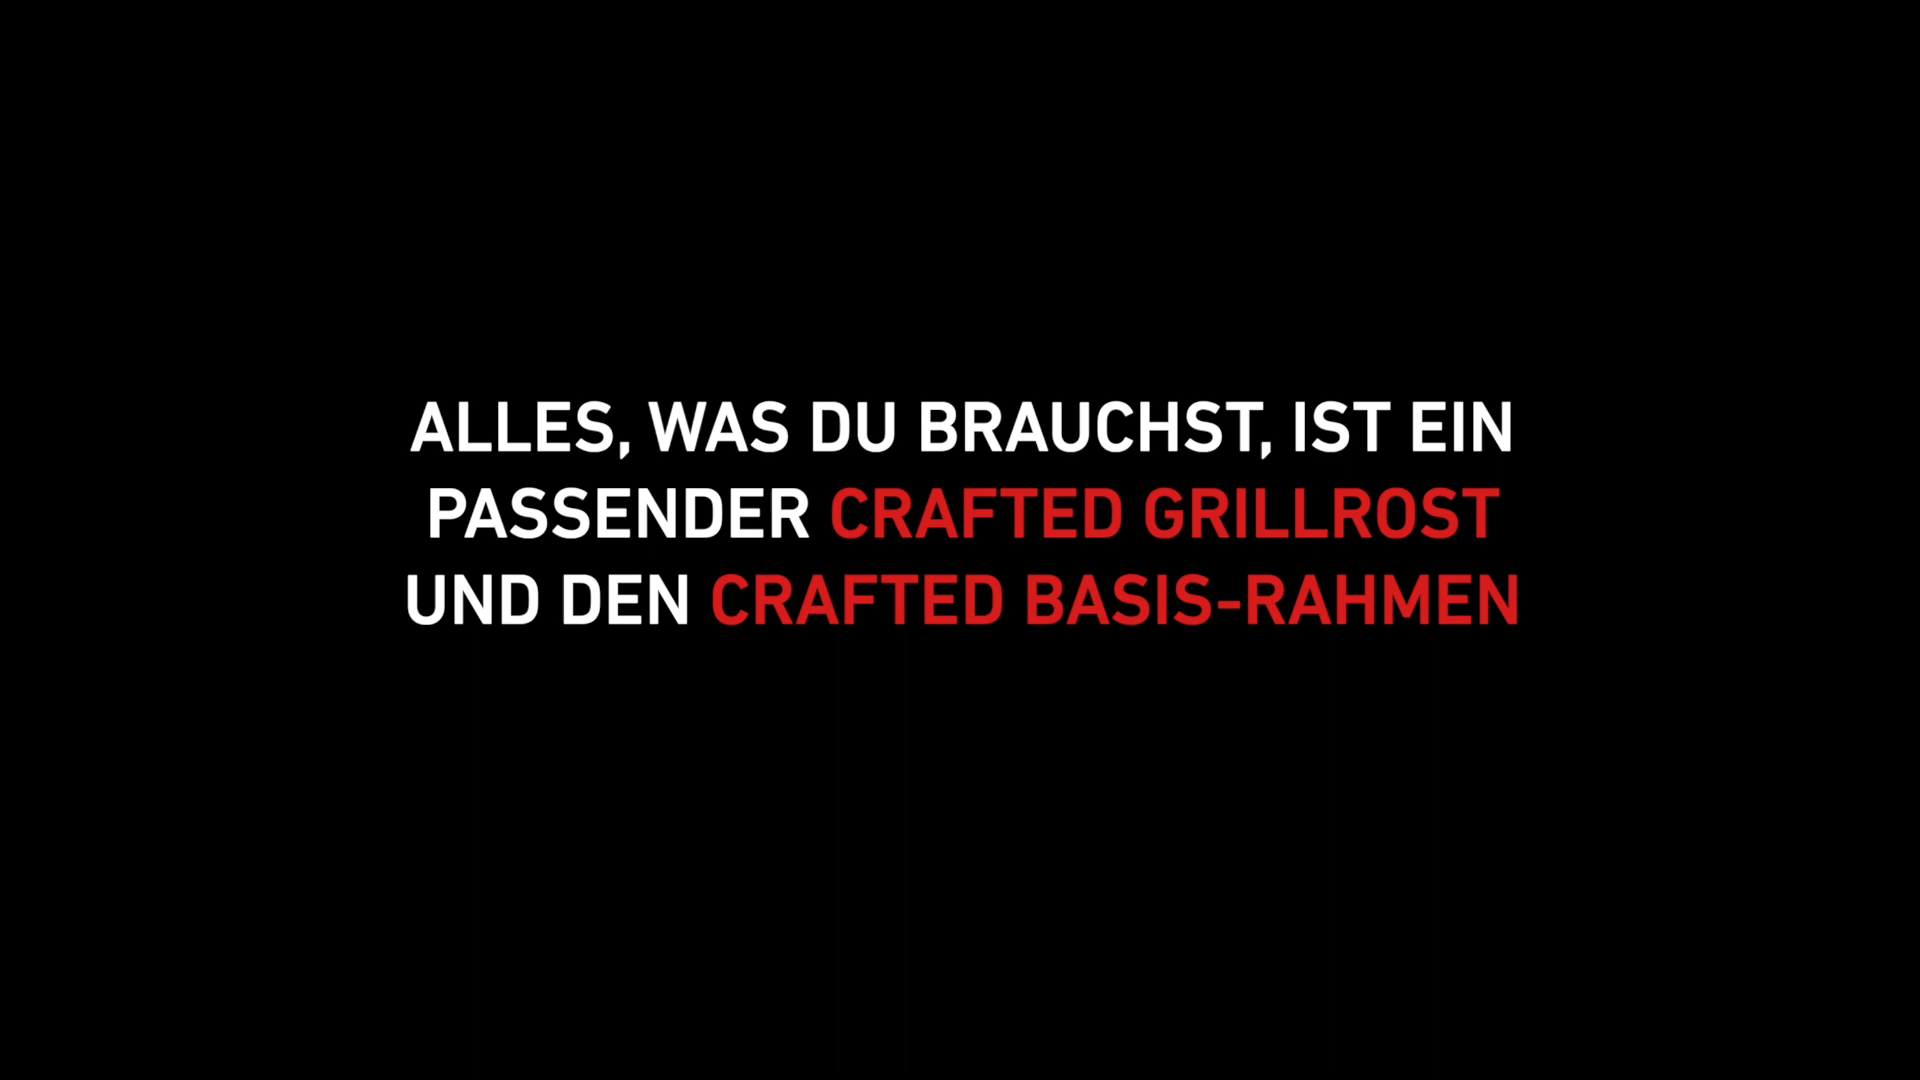 ALLES, WAS DU BRAUCHST, IST EIN
PASSENDER CRAFTED GRILLROST
UND DEN CRAFTED BASIS-RAHMEN